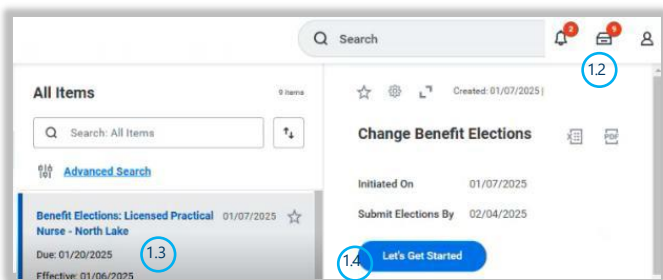 Search
2
9
1.2
All Items
9 items
Search: All Items
Advanced Search
Benefit Elections: Licensed Practical
Nurse - North Lake
01/07/2025
Due: 01/20/2025
1.3
Effective: 01/06/2025
Created: 01/07/2025 |
Change Benefit Elections
PDF
Initiated On 01/07/2025
Submit Elections By 02/04/2025
1.4
Let's Get Started